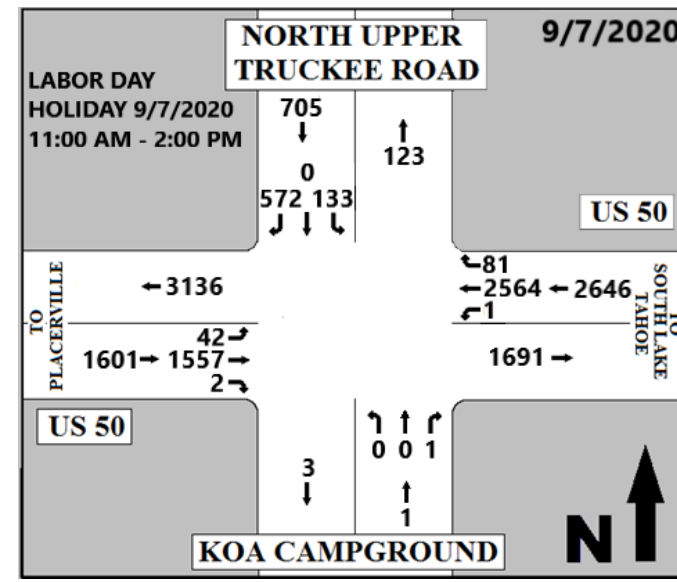 NORTH UPPER
TRUCKEE ROAD
9/7/2020
LABOR DAY
HOLIDAY 9/7/2020
11:00 AM - 2:00 PM
705
123
0
572 133
US 50
81
3136
2564 2646
1
TO
PLACERVILLE
TO
SOUTH LAKE
TAHOE
42
1601 1557
2
1691
US 50
0 0 1
3
1
KOA CAMPGROUND
N